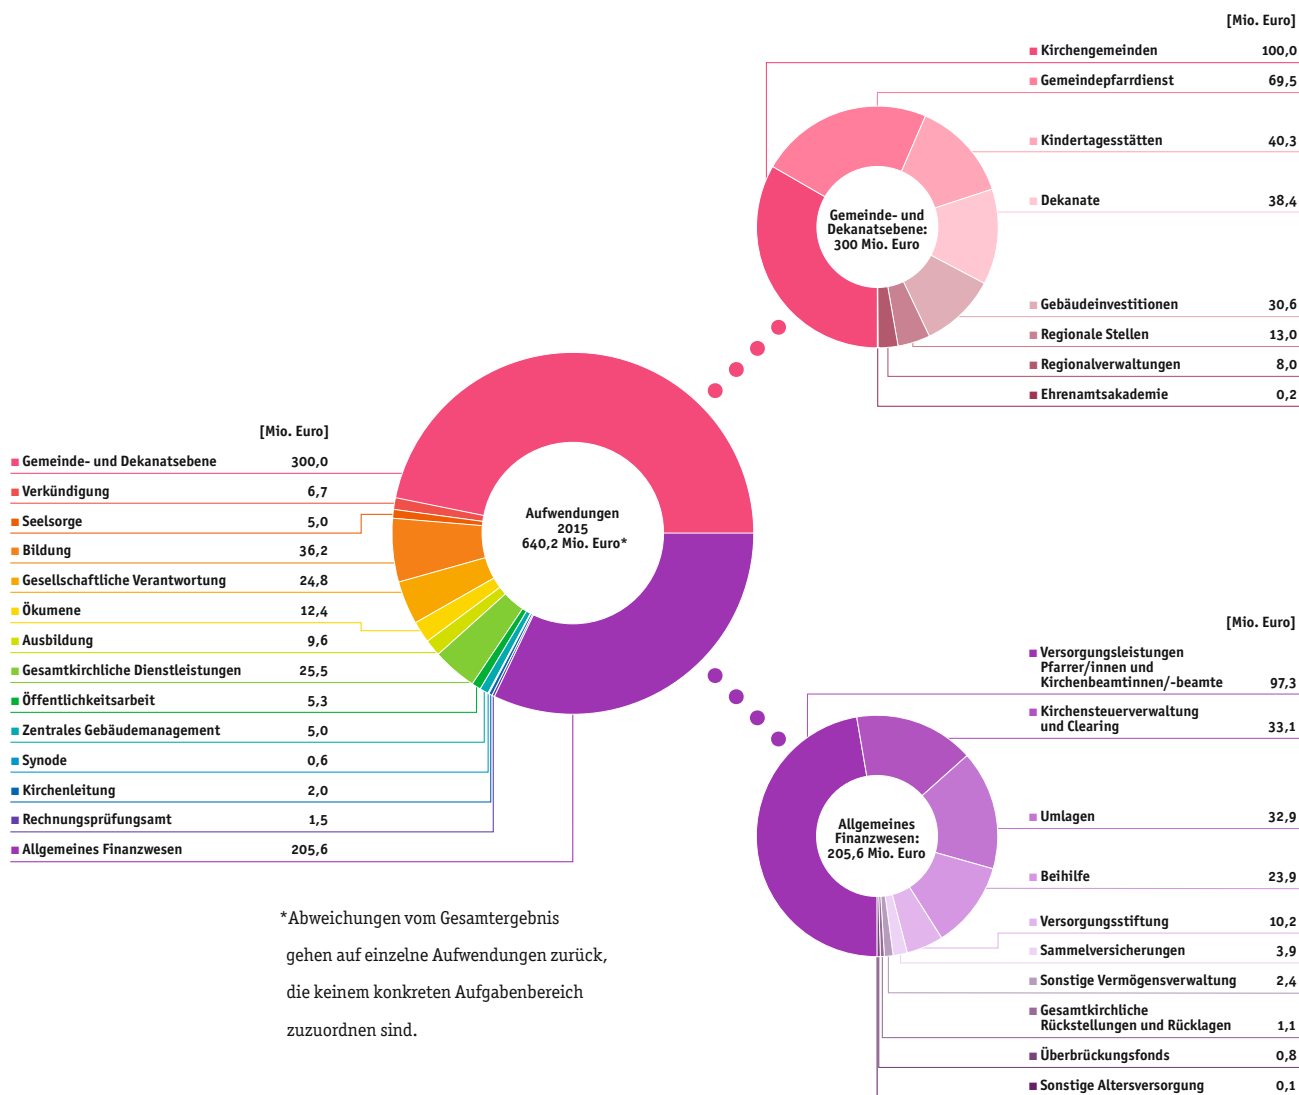 [Mio. Euro]
Kirchengemeinden 100,0
Gemeindepfarrdienst 69,5
Kindertagesstätten 40,3
Dekanate 38,4
Gebäudeinvestitionen 30,6
Regionale Stellen 13,0
Regionalverwaltungen 8,0
Ehrenamtsakademie 0,2
Gemeinde- und
Dekanatsebene:
300 Mio. Euro
[Mio. Euro]
Gemeinde- und Dekanatsebene 300,0
Verkündigung 6,7
Seelsorge 5,0
Bildung 36,2
Gesellschaftliche Verantwortung 24,8
Ökumene 12,4
Ausbildung 9,6
Gesamtkirchliche Dienstleistungen 25,5
Öffentlichkeitsarbeit 5,3
Zentrales Gebäudemanagement 5,0
Synode 0,6
Kirchenleitung 2,0
Rechnungsprüfungsamt 1,5
Allgemeines Finanzwesen 205,6
Aufwendungen
2015
640,2 Mio. Euro*
[Mio. Euro]
Versorgungsleistungen
Pfarrer/innen und
Kirchenbeamtinnen/-beamte 97,3
Kirchensteuerverwaltung
und Clearing 33,1
Umlagen 32,9
Beihilfe 23,9
Versorgungsstiftung 10,2
Sammelversicherungen 3,9
Sonstige Vermögensverwaltung 2,4
Gesamtkirchliche
Rückstellungen und Rücklagen 1,1
Überbrückungsfonds 0,8
Sonstige Altersversorgung 0,1
Allgemeines
Finanzwesen:
205,6 Mio. Euro
*Abweichungen vom Gesamtergebnis
gehen auf einzelne Aufwendungen zurück,
die keinem konkreten Aufgabenbereich
zuzuordnen sind.